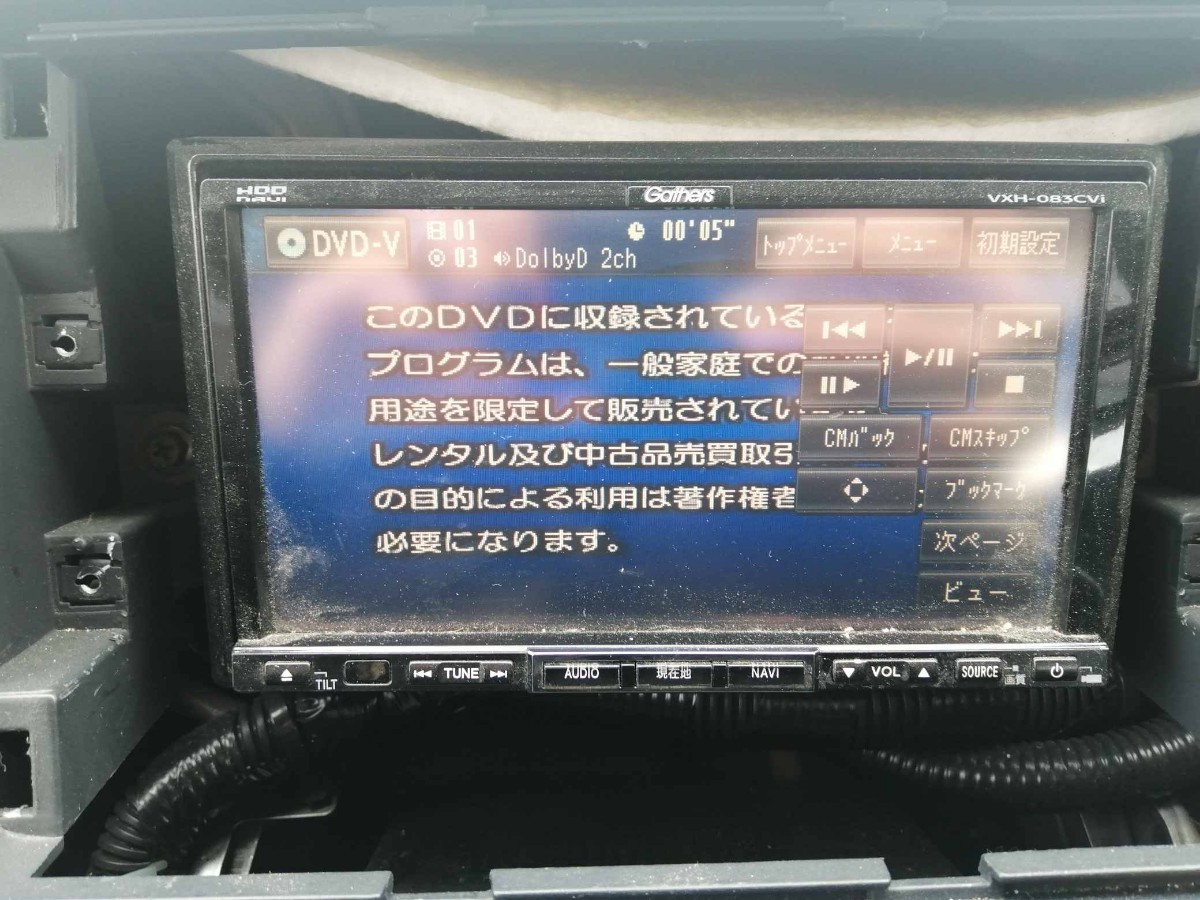 HDD NAVI
Gathers
VXH-083CVi
DVD-V
01
00'05"
03
DolbyD 2ch
トップメニュー
メニュー
初期設定
このDVDに収録されている
プログラムは、一般家庭での
用途を限定して販売されてい
レンタル及び中古品売買取引
の目的による利用は著作権者
必要になります。
CMバック
CMスキップ
ブックマーク
次ページ
ビュー
TILT
TUNE
AUDIO
現在地
NAVI
VOL
SOURCE
画質